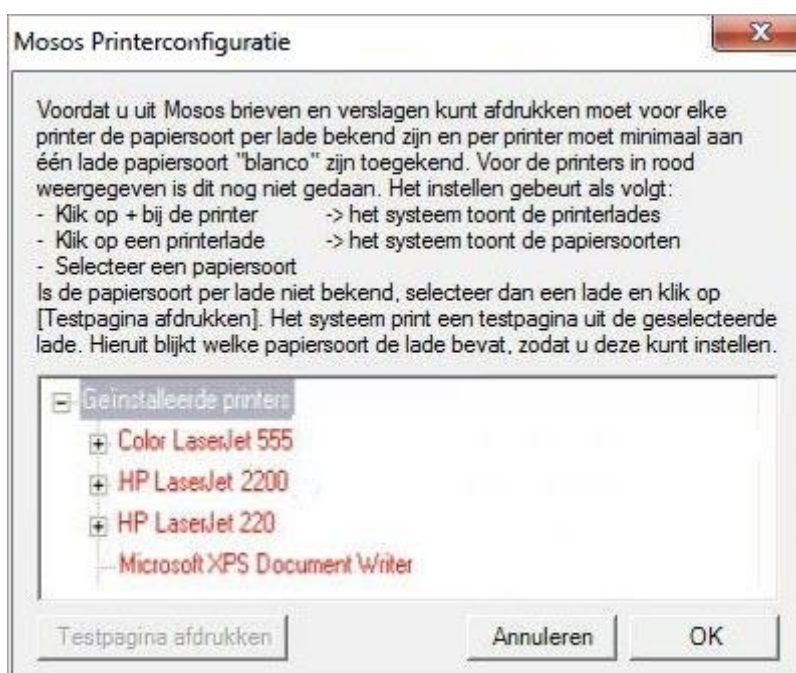 Mosos Printerconfiguratie
Voordat u uit Mosos brieven en verslagen kunt afdrukken moet voor elke
printer de papiersoort per lade bekend zijn en per printer moet minimaal aan
één lade papiersoort "blanco" zijn toegekend. Voor de printers in rood
weergegeven is dit nog niet gedaan. Het instellen gebeurt als volgt:
- Klik op + bij de printer -> het systeem toont de printerlades
- Klik op een printerlade -> het systeem toont de papiersoorten
- Selecteer een papiersoort
Is de papiersoort per lade niet bekend, selecteer dan een lade en klik op
[Testpagina afdrukken]. Het systeem print een testpagina uit de geselecteerde
lade. Hieruit blijkt welke papiersoort de lade bevat, zodat u deze kunt instellen.
Geïnstalleerde printers
Color LaserJet 555
HP LaserJet 2200
HP LaserJet 220
Microsoft XPS Document Writer
Testpagina afdrukken Annuleren OK